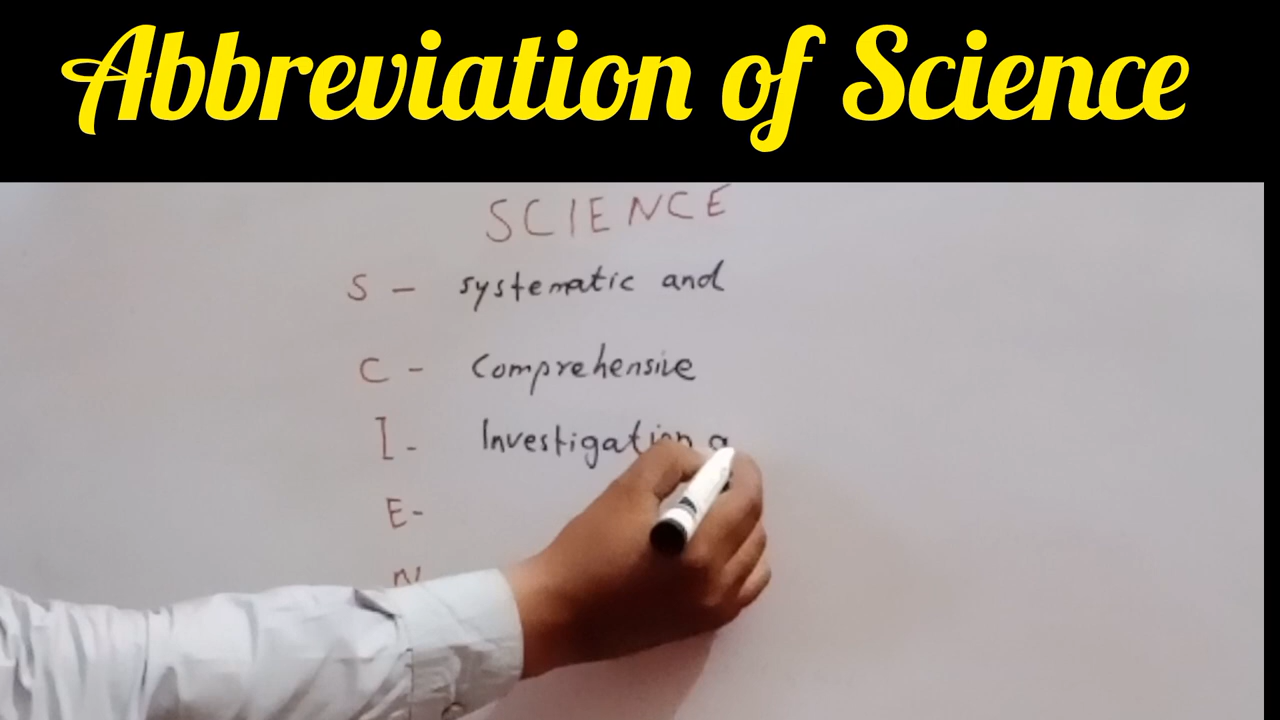 Abbreviation of Science
SCIENCE
S - systematic and
C - Comprehensive
I - Investigation a
E -
N